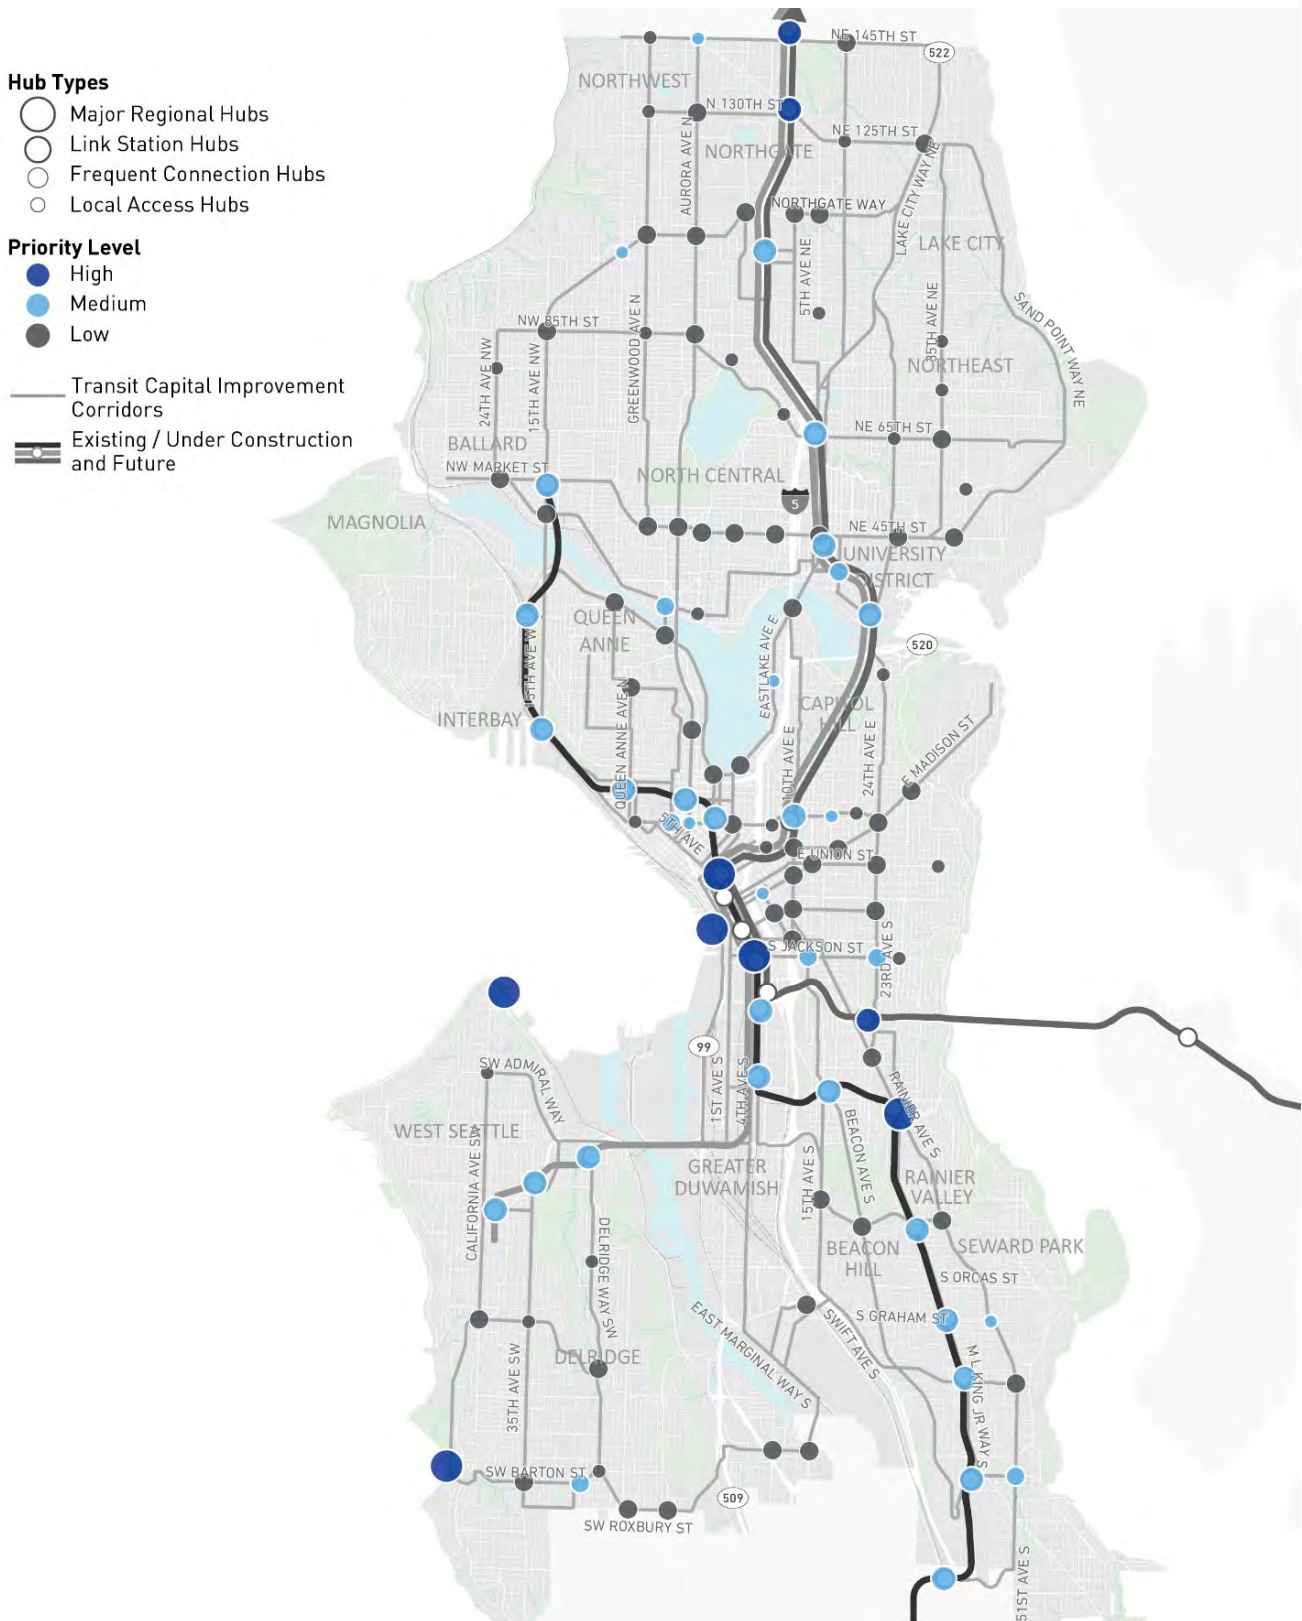 Hub Types
Major Regional Hubs
Link Station Hubs
Frequent Connection Hubs
Local Access Hubs
Priority Level
High
Medium
Low
Transit Capital Improvement
Corridors
Existing / Under Construction
and Future
NE 145TH ST
522
NORTHWEST
N 130TH ST
NE 125TH ST
NORTHGATE
AURORA AVE N
NORTHGATE WAY
LAKE CITY WAY NE
LAKE CITY
5TH AVE NE
SAND POINT WAY NE
NW 85TH ST
GREENWOOD AVE N
24TH AVE NW
15TH AVE NW
35TH AVE NE
NORTHEAST
NE 65TH ST
BALLARD
NW MARKET ST
NORTH CENTRAL
5
MAGNOLIA
NE 45TH ST
UNIVERSITY
DISTRICT
QUEEN
ANNE
520
15TH AVE W
EASTLAKE AVE E
CAPITOL
HILL
INTERBAY
QUEEN ANNE AVE N
10TH AVE E
24TH AVE E
E MADISON ST
5TH AVE
E UNION ST
S JACKSON ST
23RD AVE S
99
SW ADMIRAL WAY
1ST AVE S
4TH AVE S
RAINIER AVE S
WEST SEATTLE
CALIFORNIA AVE SW
BEACON AVE S
GREATER
DUWAMISH
15TH AVE S
RAINIER
VALLEY
DELRIDGE WAY SW
BEACON
HILL
SEWARD PARK
S ORCAS ST
S GRAHAM ST
EAST MARGINAL WAY S
SWIFT AVE S
DELRIDGE
35TH AVE SW
M L KING JR WAY S
SW BARTON ST
509
SW ROXBURY ST
51ST AVE S